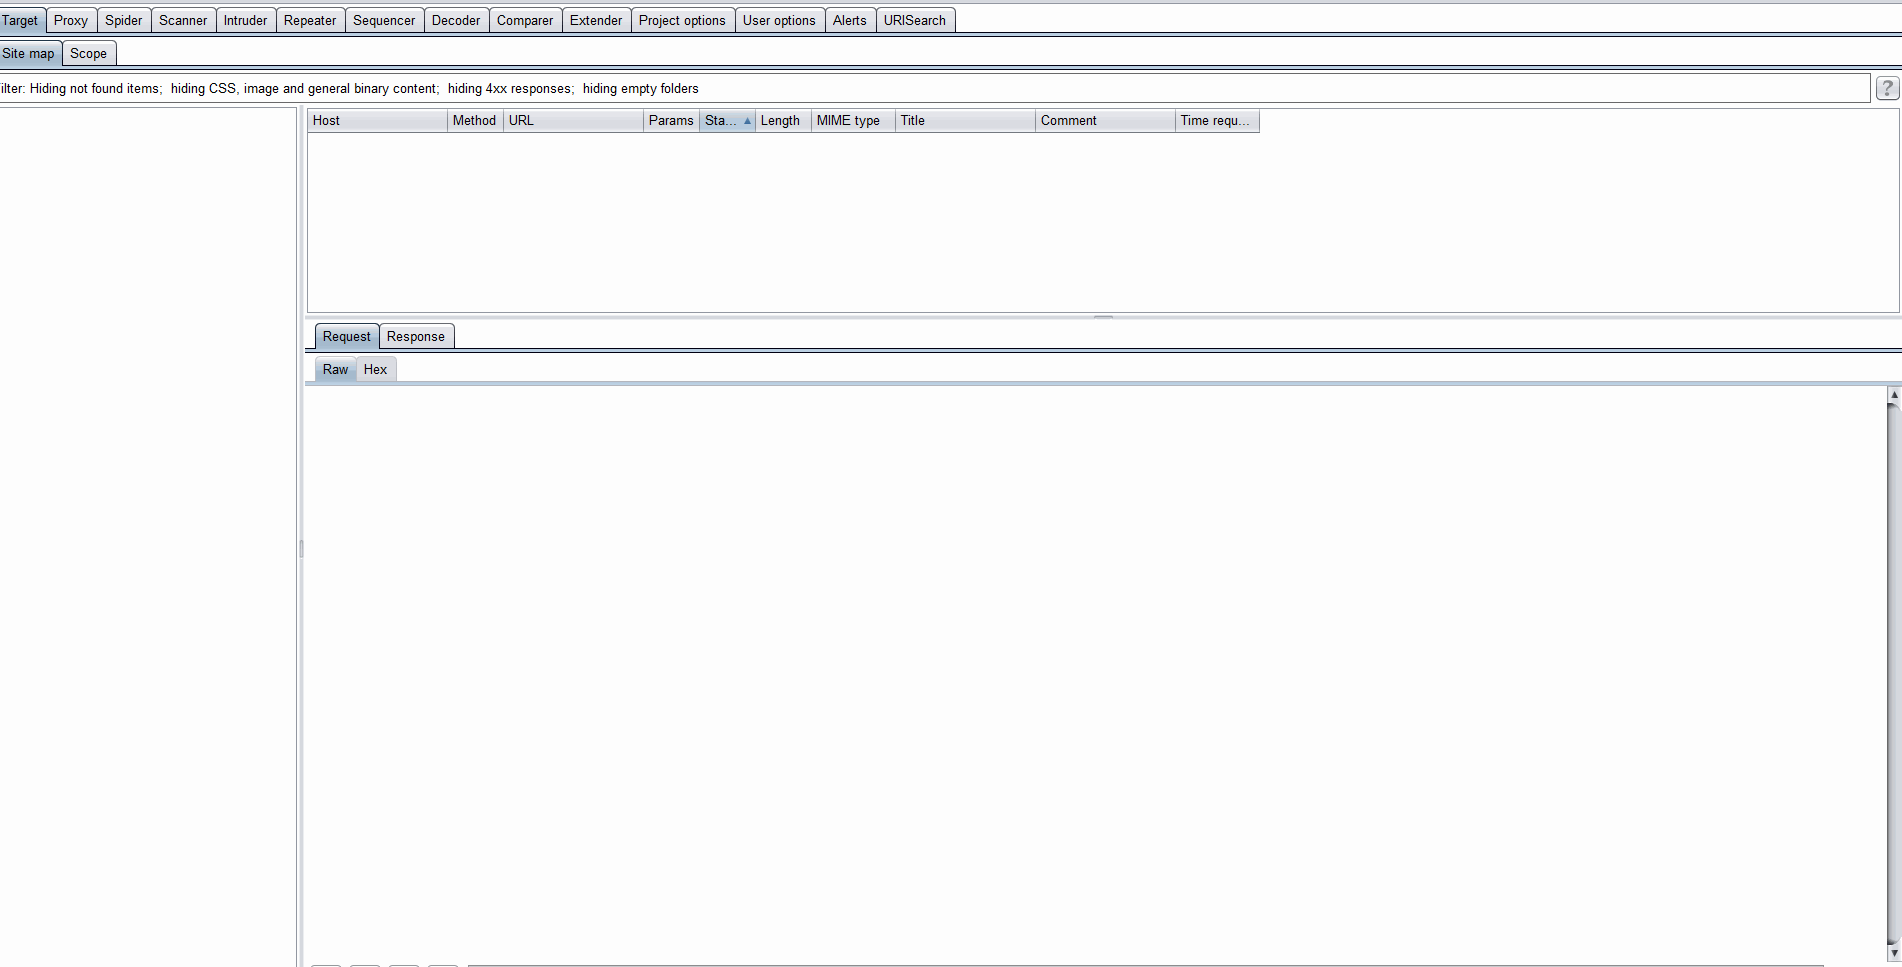 Target Proxy Spider Scanner Intruder Repeater Sequencer Decoder Comparer Extender Project options User options Alerts URISearch
Site map Scope
ilter: Hiding not found items; hiding CSS, image and general binary content; hiding 4xx responses; hiding empty folders ?
Host Method URL Params Sta... Length MIME type Title Comment Time requ...
Request Response
Raw Hex